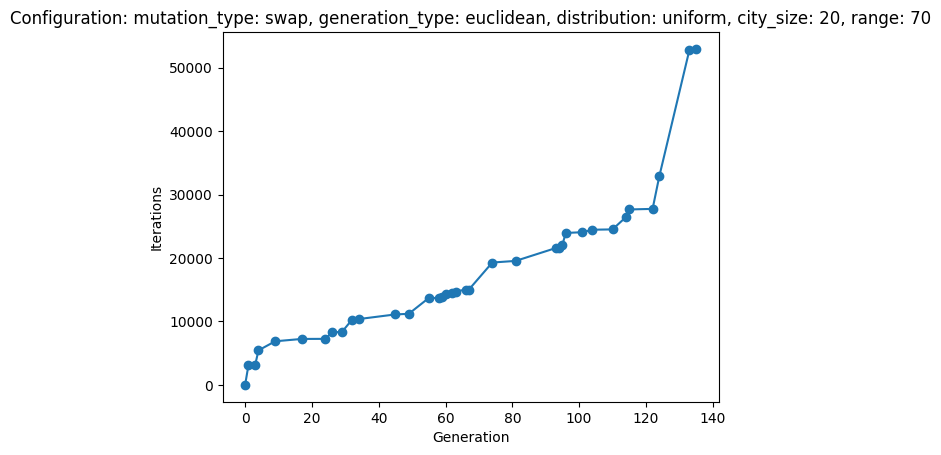 Configuration: mutation_type: swap, generation_type: euclidean, distribution: uniform, city_size: 20, range: 70
50000
40000
30000
20000
10000
0
Iterations
0 20 40 60 80 100 120 140
Generation